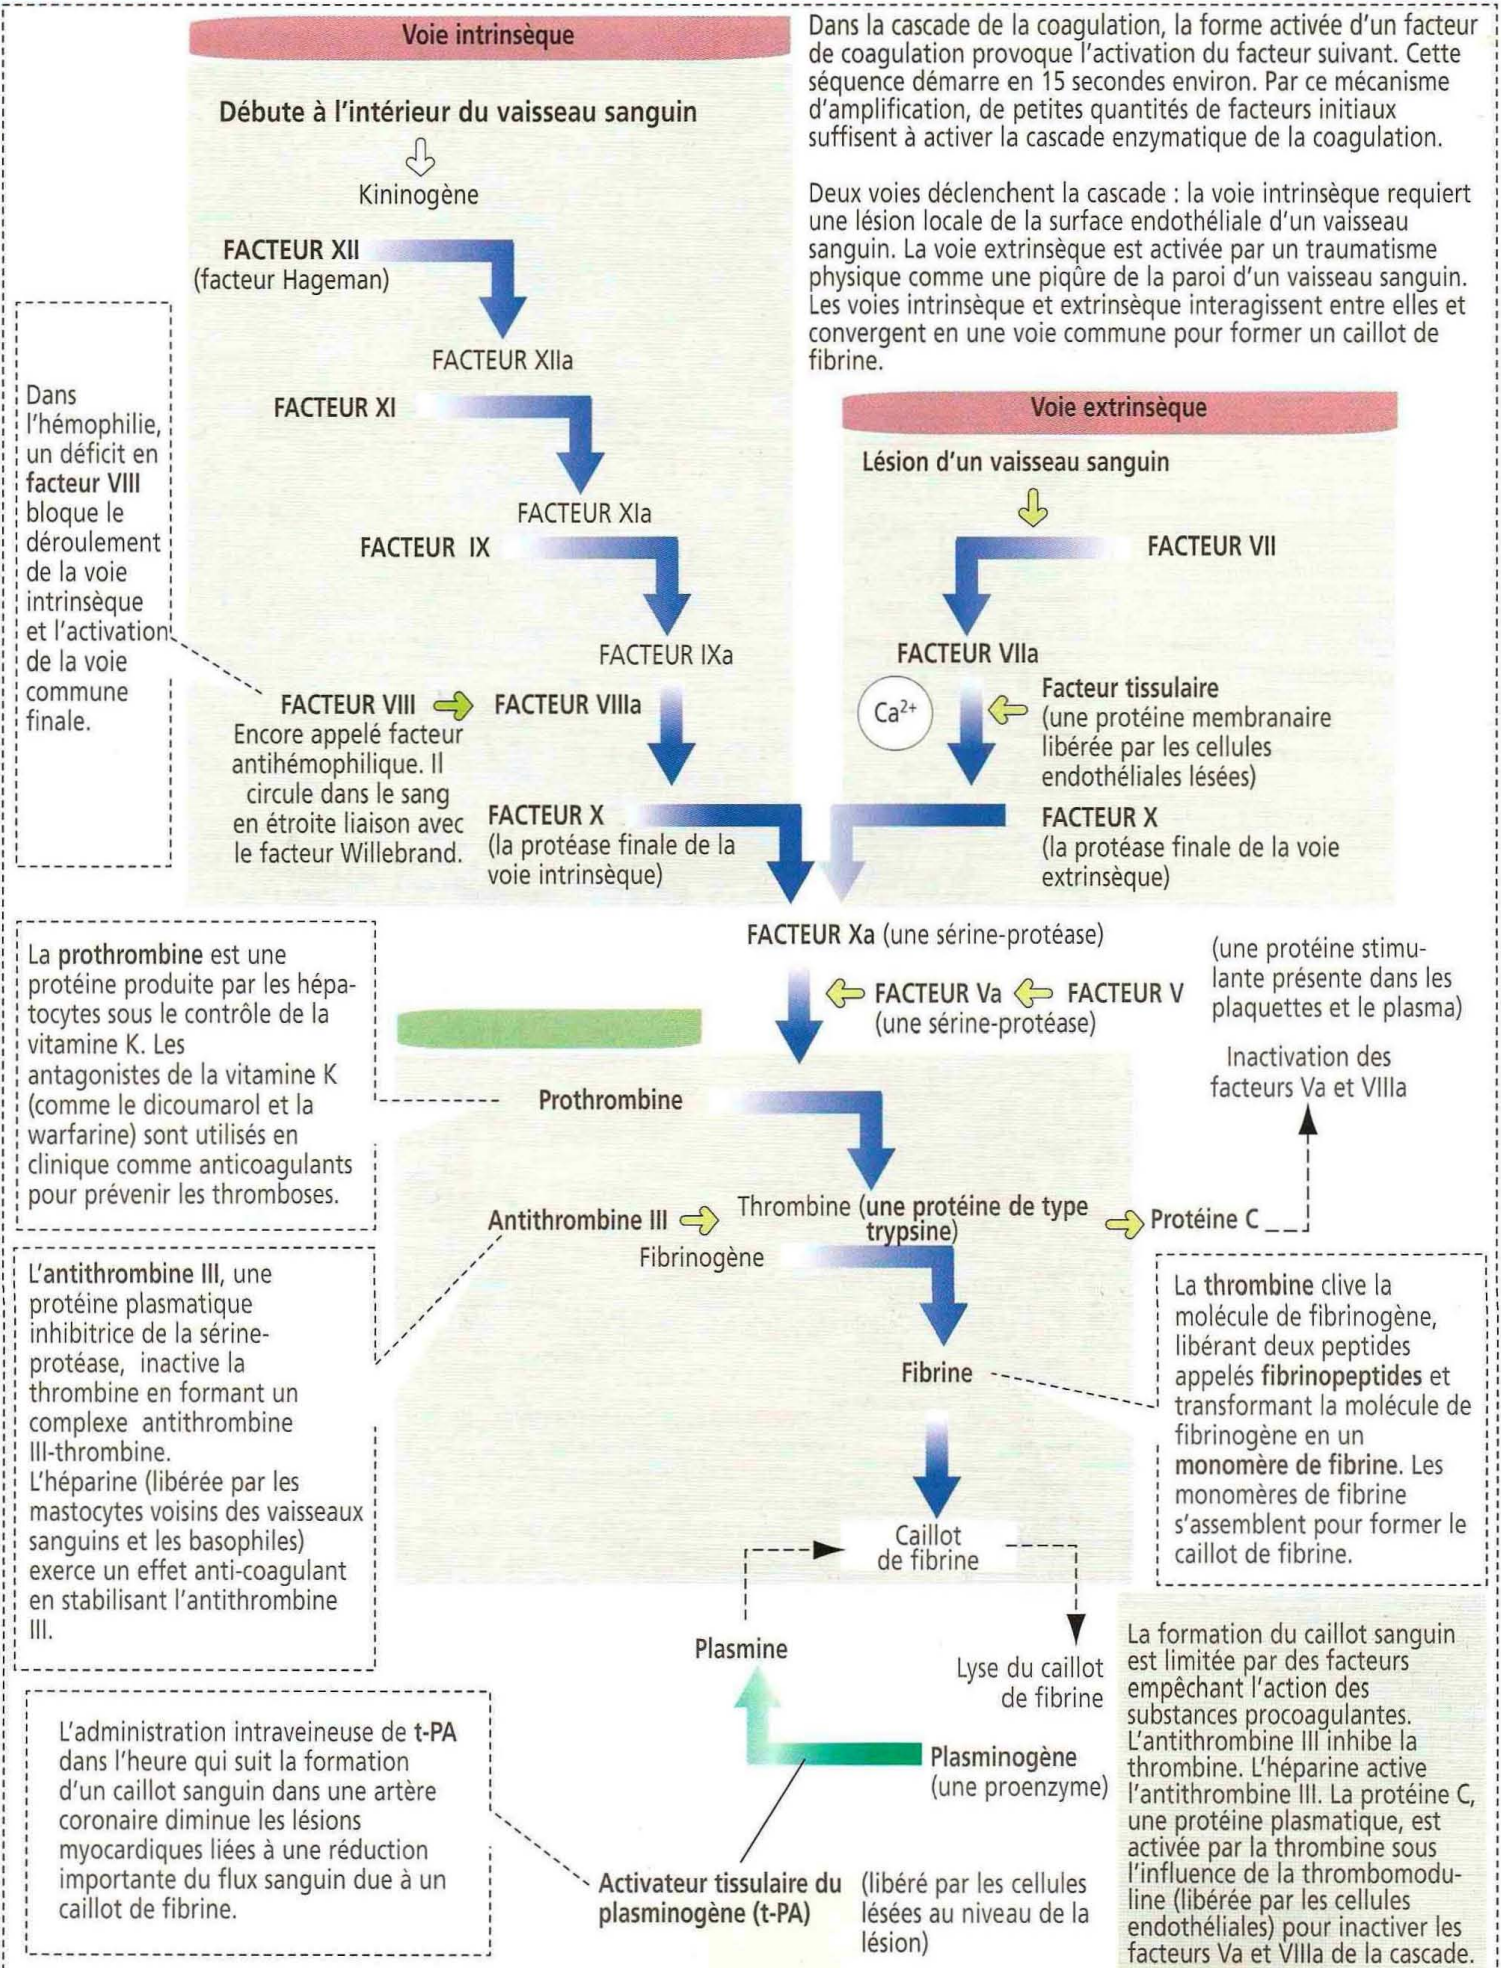 Voie intrinsèque
Débute à l'intérieur du vaisseau sanguin
Kininogène
FACTEUR XII
(facteur Hageman)
FACTEUR XIIa
FACTEUR XI
FACTEUR XIa
FACTEUR IX
FACTEUR IXa
FACTEUR VIII
FACTEUR VIIIa
Encore appelé facteur
antihémophilique. Il
circule dans le sang
en étroite liaison avec
le facteur Willebrand.
FACTEUR X
(la protéase finale de la
voie intrinsèque)
Dans la cascade de la coagulation, la forme activée d'un facteur
de coagulation provoque l'activation du facteur suivant. Cette
séquence démarre en 15 secondes environ. Par ce mécanisme
d'amplification, de petites quantités de facteurs initiaux
suffisent à activer la cascade enzymatique de la coagulation.
Deux voies déclenchent la cascade : la voie intrinsèque requiert
une lésion locale de la surface endothéliale d'un vaisseau
sanguin. La voie extrinsèque est activée par un traumatisme
physique comme une piqûre de la paroi d'un vaisseau sanguin.
Les voies intrinsèque et extrinsèque interagissent entre elles et
convergent en une voie commune pour former un caillot de
fibrine.
Dans
l'hémophilie,
un déficit en
facteur VIII
bloque le
déroulement
de la voie
intrinsèque
et l'activation
de la voie
commune
finale.
Voie extrinsèque
Lésion d'un vaisseau sanguin
FACTEUR VII
FACTEUR VIIa
Ca2+
Facteur tissulaire
(une protéine membranaire
libérée par les cellules
endothéliales lésées)
FACTEUR X
(la protéase finale de la voie
extrinsèque)
FACTEUR Xa (une sérine-protéase)
FACTEUR Va
FACTEUR V
(une sérine-protéase)
(une protéine stimu-
lante présente dans les
plaquettes et le plasma)
Inactivation des
facteurs Va et VIIIa
La prothrombine est une
protéine produite par les hépa-
tocytes sous le contrôle de la
vitamine K. Les
antagonistes de la vitamine K
(comme le dicoumarol et la
warfarine) sont utilisés en
clinique comme anticoagulants
pour prévenir les thromboses.
Prothrombine
Antithrombine III
Thrombine (une protéine de type
trypsine)
Protéine C
Fibrinogène
Fibrine
L'antithrombine III, une
protéine plasmatique
inhibitrice de la sérine-
protéase, inactive la
thrombine en formant un
complexe antithrombine
III-thrombine.
L'héparine (libérée par les
mastocytes voisins des vaisseaux
sanguins et les basophiles)
exerce un effet anti-coagulant
en stabilisant l'antithrombine
III.
La thrombine clive la
molécule de fibrinogène,
libérant deux peptides
appelés fibrinopeptides et
transformant la molécule de
fibrinogène en un
monomère de fibrine. Les
monomères de fibrine
s'assemblent pour former le
caillot de fibrine.
Caillot
de fibrine
Plasmine
Lyse du caillot
de fibrine
Plasminogène
(une proenzyme)
L'administration intraveineuse de t-PA
dans l'heure qui suit la formation
d'un caillot sanguin dans une artère
coronaire diminue les lésions
myocardiques liées à une réduction
importante du flux sanguin due à un
caillot de fibrine.
Activateur tissulaire du
plasminogène (t-PA)
(libéré par les cellules
lésées au niveau de la
lésion)
La formation du caillot sanguin
est limitée par des facteurs
empêchant l'action des
substances procoagulantes.
L'antithrombine III inhibe la
thrombine. L'héparine active
l'antithrombine III. La protéine C,
une protéine plasmatique, est
activée par la thrombine sous
l'influence de la thrombomodu-
line (libérée par les cellules
endothéliales) pour inactiver les
facteurs Va et VIIIa de la cascade.